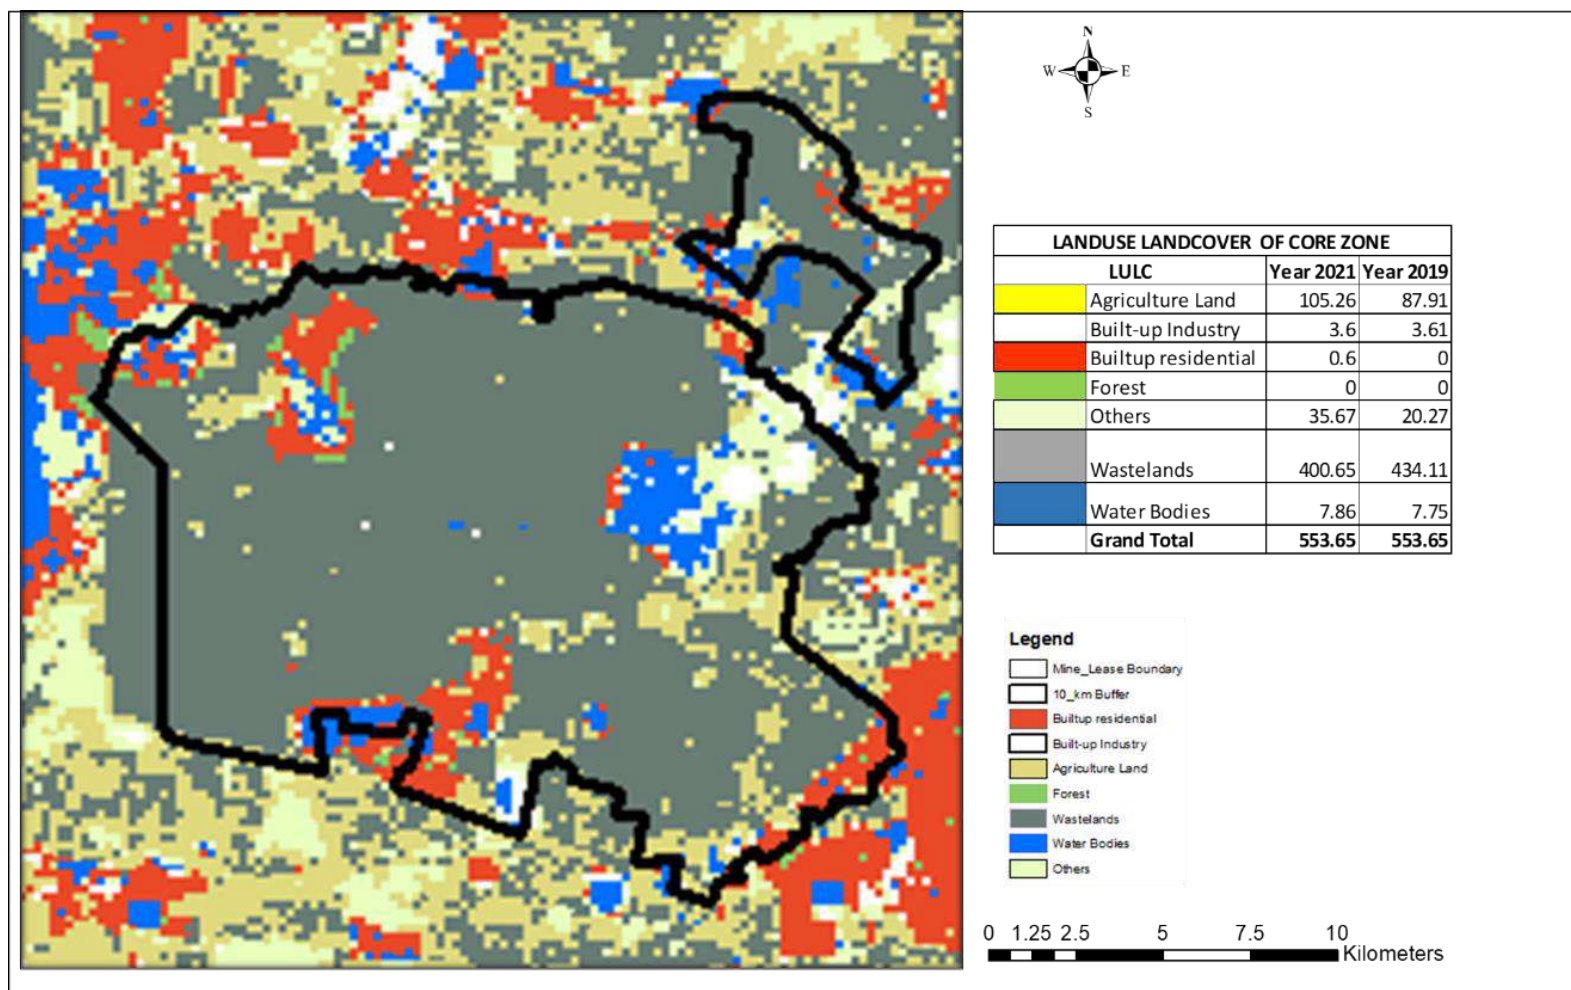 N
W E
S
LANDUSE LANDCOVER OF CORE ZONE
LULC Year 2021 Year 2019
Agriculture Land 105.26 87.91
Built-up Industry 3.6 3.61
Builtup residential 0.6 0
Forest 0 0
Others 35.67 20.27
Wastelands 400.65 434.11
Water Bodies 7.86 7.75
Grand Total 553.65 553.65
Legend
Mine_Lease Boundary
10_km Buffer
Builtup residential
Built-up Industry
Agriculture Land
Forest
Wastelands
Water Bodies
Others
0 1.25 2.5 5 7.5 10
Kilometers